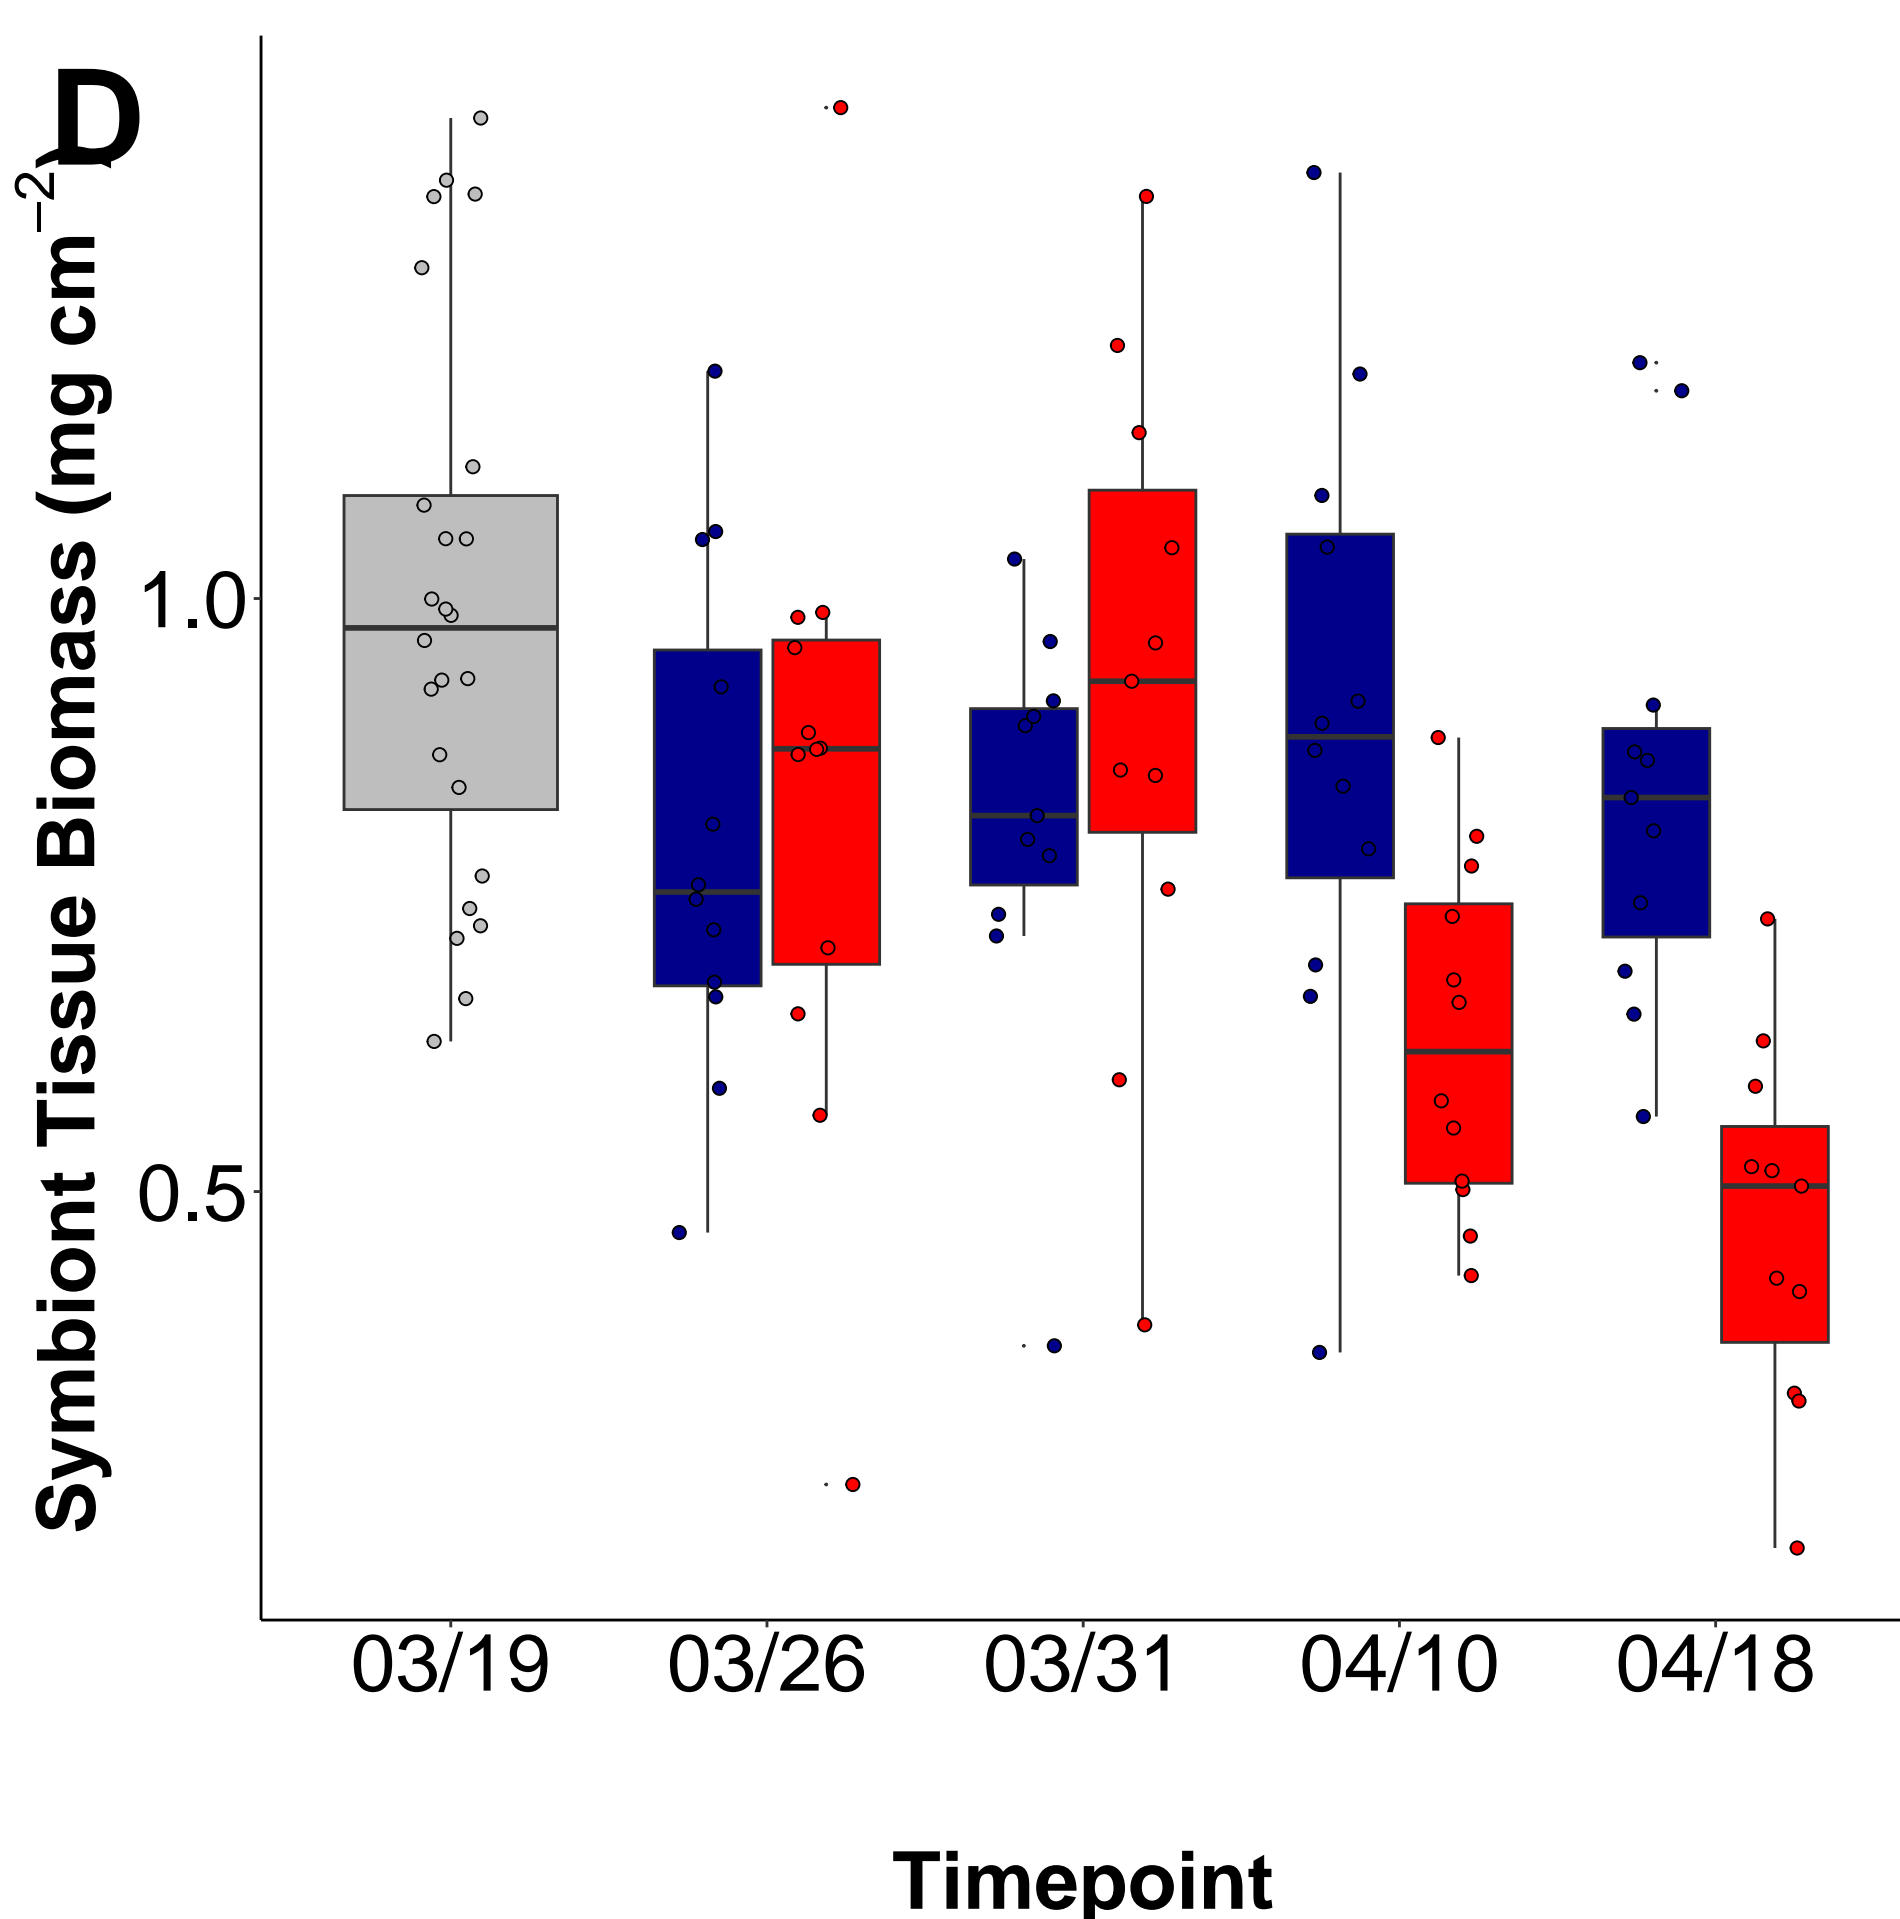 D
Symbiont Tissue Biomass (mg cm⁻²)
1.0
0.5
03/19 03/26 03/31 04/10 04/18
Timepoint